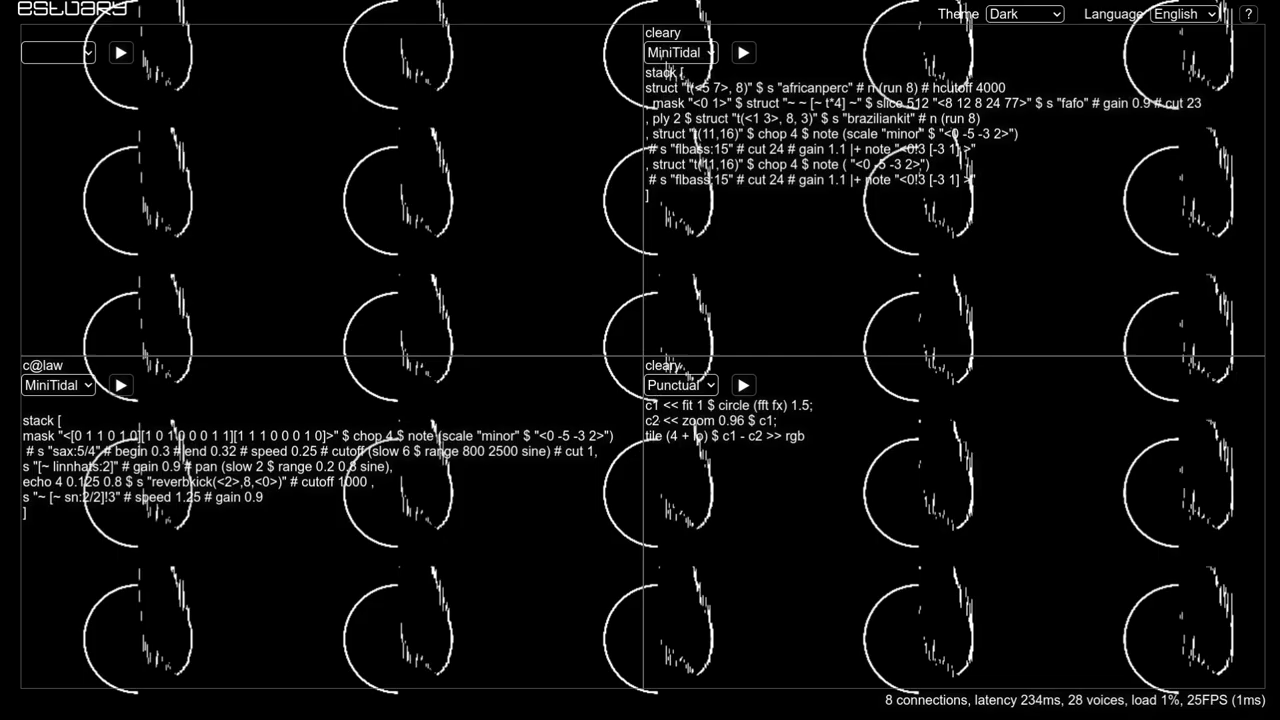 estuary
Theme Dark Language English ?
cleary
MiniTidal
stack [
struct "t(<5 7>, 8)" $ s "africanperc" # n (run 8) # hcutoff 4000
, mask "<0 1>" $ struct "~ ~ [~ t*4] ~" $ slice 512 "<8 12 8 24 77>" $ s "fafo" # gain 0.9 # cut 23
, ply 2 $ struct "t(<1 3>, 8, 3)" $ s "braziliankit" # n (run 8)
, struct "t(11,16)" $ chop 4 $ note (scale "minor" $ "<0 -5 -3 2>")
# s "flbass:15" # cut 24 # gain 1.1 |+ note "<0!3 [-3 1] >"
, struct "t(11,16)" $ chop 4 $ note ( "<0 -5 -3 2>")
# s "flbass:15" # cut 24 # gain 1.1 |+ note "<0!3 [-3 1] >"
]
c@law
MiniTidal
stack [
mask "<[0 1 1 0 1 0][1 0 1 0 0 0 1 1][1 1 1 0 0 0 1 0]>" $ chop 4 $ note (scale "minor" $ "<0 -5 -3 2>")
# s "sax:5/4" # begin 0.3 # end 0.32 # speed 0.25 # cutoff (slow 6 $ range 800 2500 sine) # cut 1,
s "[~ linnhats:2]" # gain 0.9 # pan (slow 2 $ range 0.2 0.8 sine),
echo 4 0.125 0.8 $ s "reverbkick(<2>,8,<0>)" # cutoff 1000 ,
s "~ [~ sn:2/2]!3" # speed 1.25 # gain 0.9
]
cleary
Punctual
c1 << fit 1 $ circle (fft fx) 1.5;
c2 << zoom 0.96 $ c1;
tile (4 + lo) $ c1 - c2 >> rgb
8 connections, latency 234ms, 28 voices, load 1%, 25FPS (1ms)